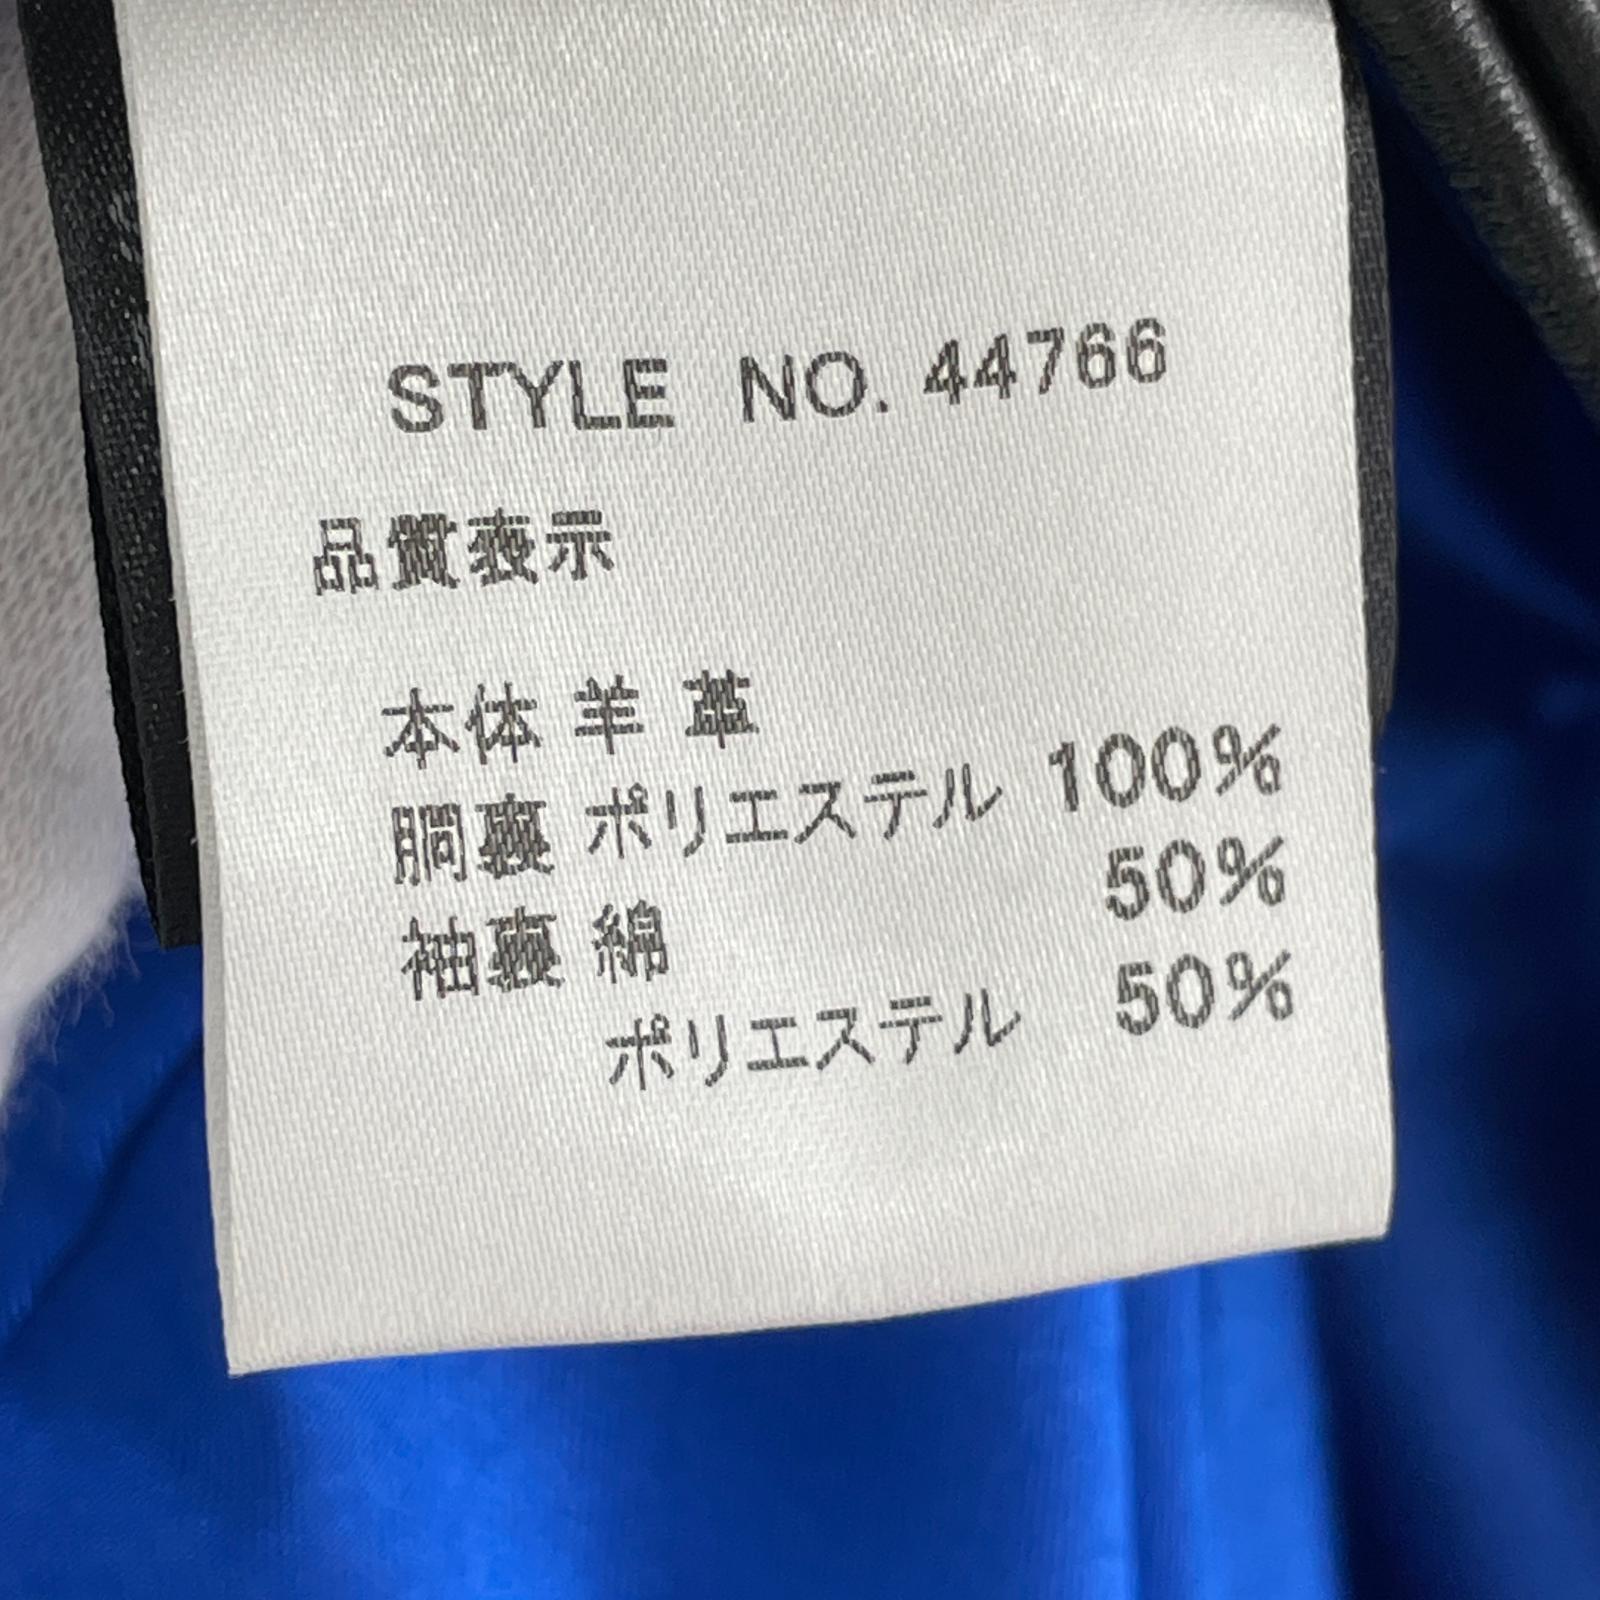 STYLE NO. 44766
品質表示
本体 羊 革
胴裏 ポリエステル 100%
袖裏 綿 50%
ポリエステル 50%